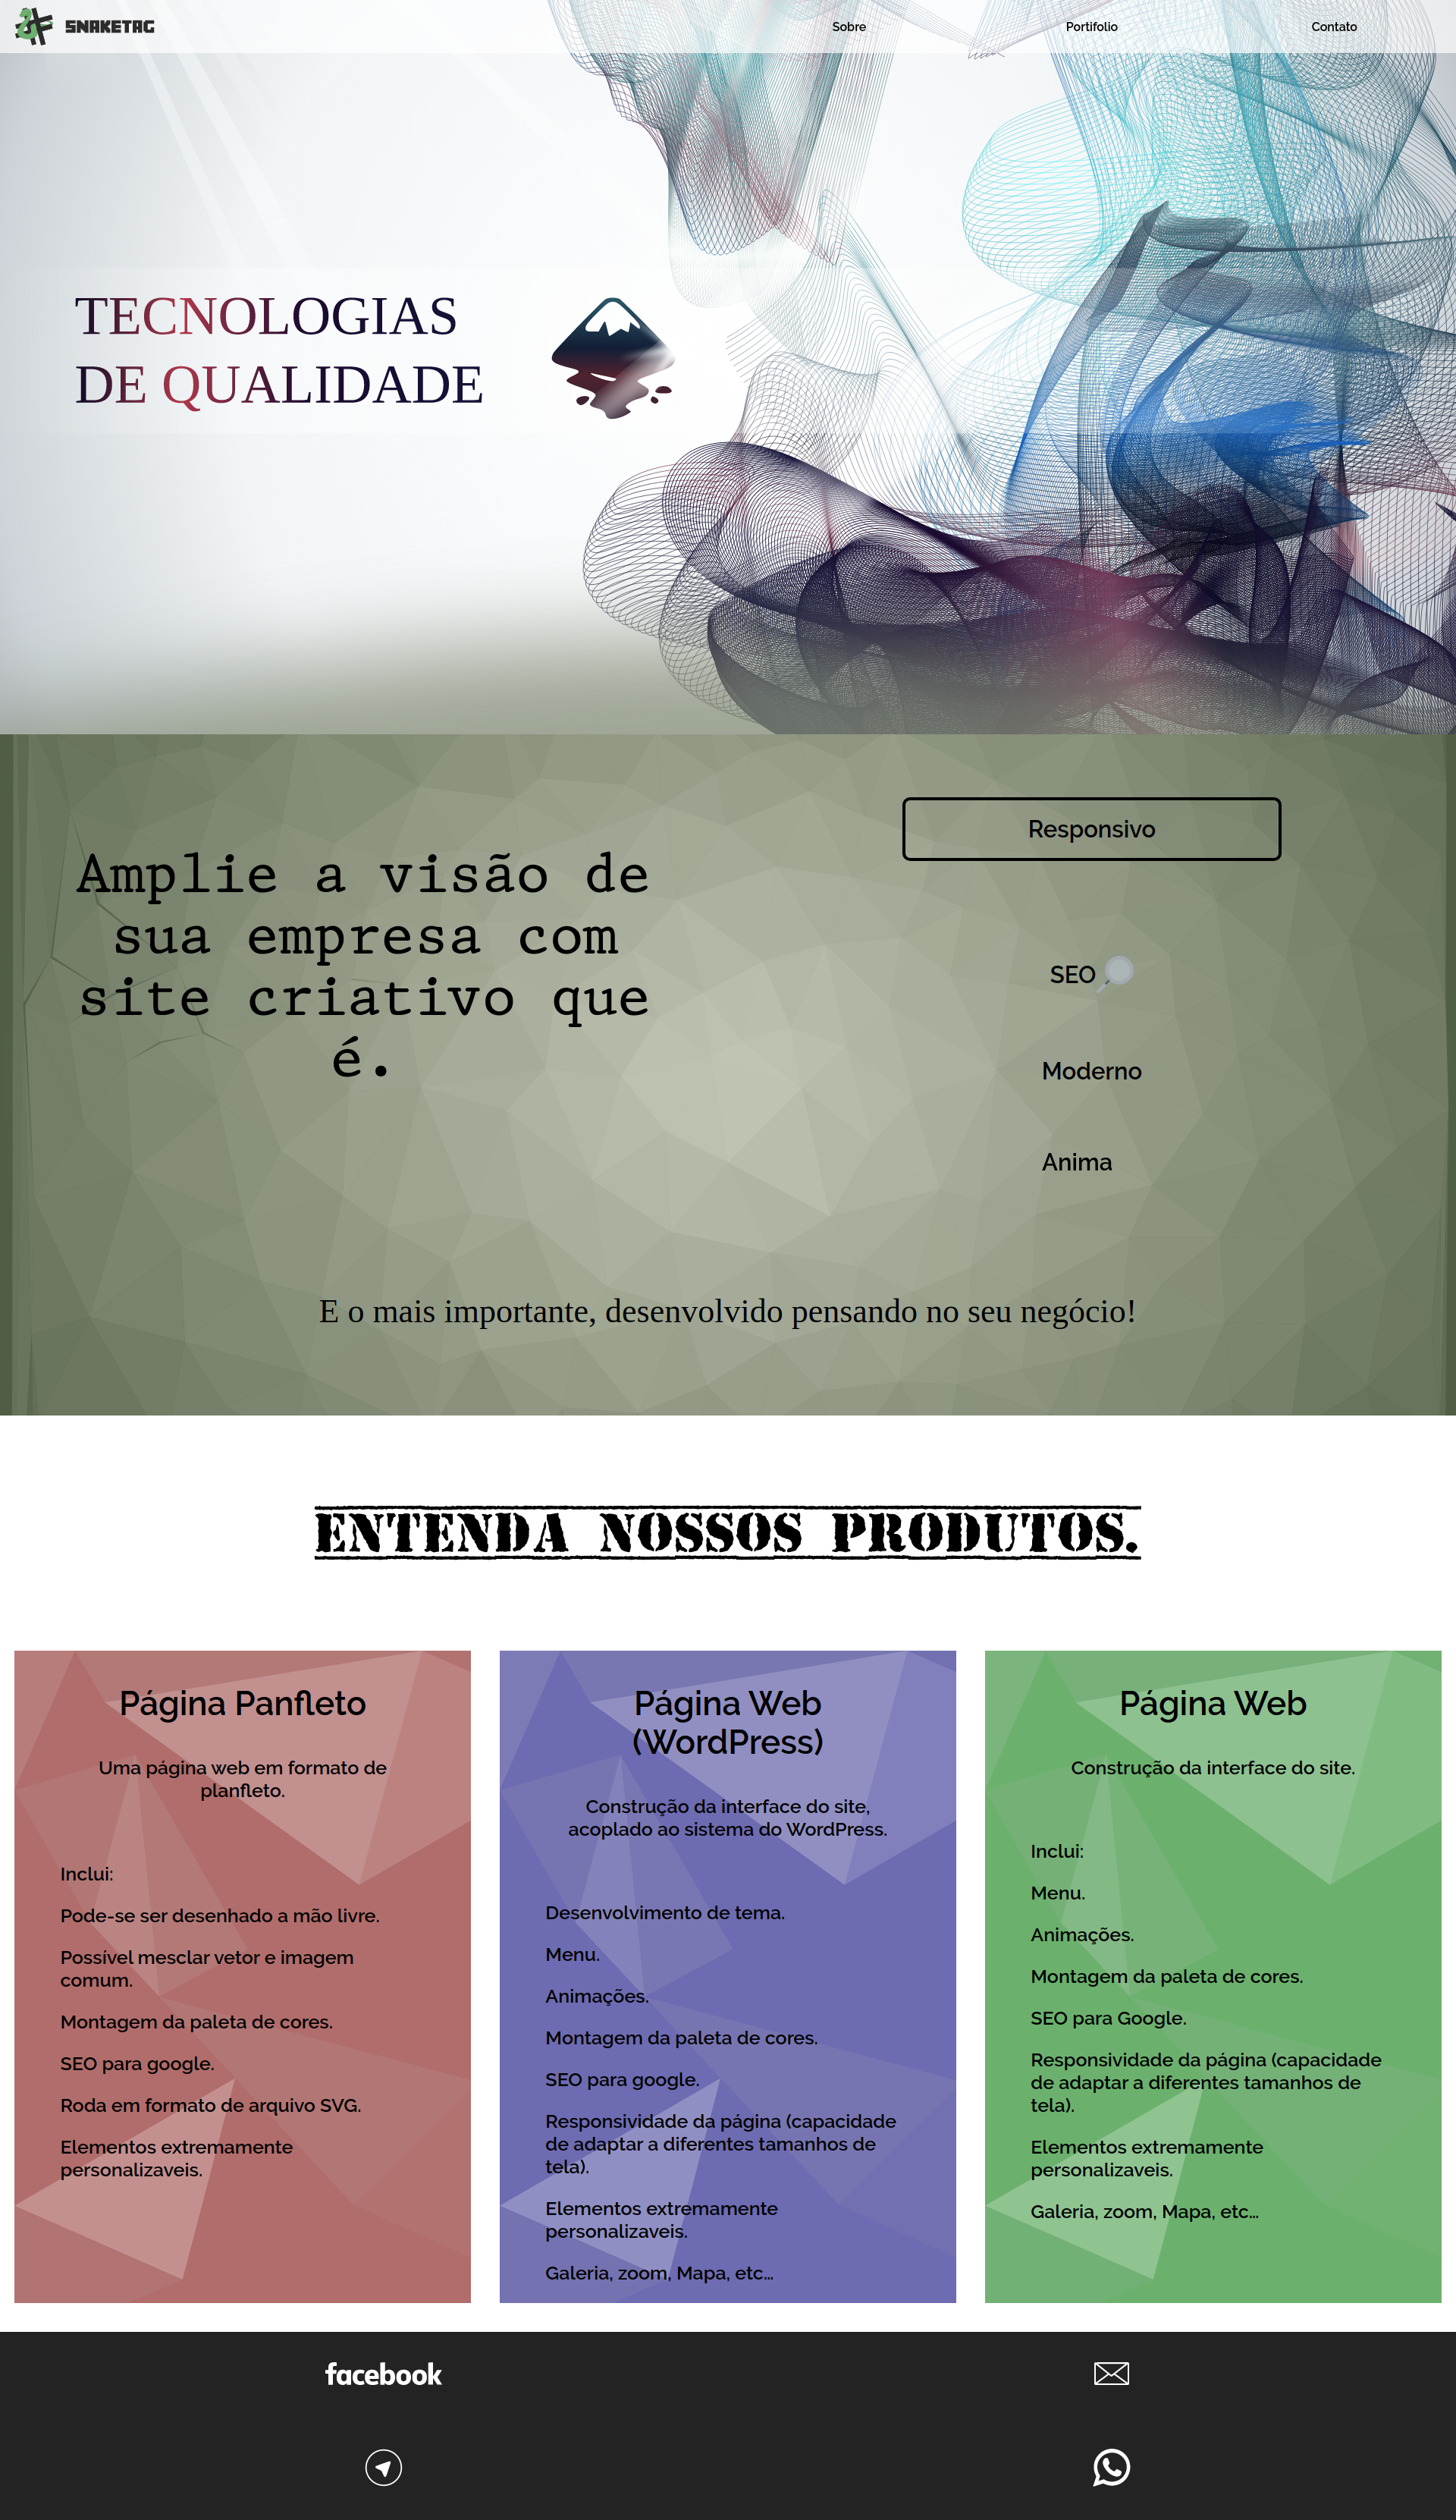 SNAKETAG
Sobre
Portifolio
Contato
TECNOLOGIAS
DE QUALIDADE
Amplie a visão de
sua empresa com
site criativo que
é.
Responsivo
SEO
Moderno
Anima
E o mais importante, desenvolvido pensando no seu negócio!
ENTENDA NOSSOS PRODUTOS.
Página Panfleto
Uma página web em formato de
planfleto.
Inclui:
Pode-se ser desenhado a mão livre.
Possível mesclar vetor e imagem
comum.
Montagem da paleta de cores.
SEO para google.
Roda em formato de arquivo SVG.
Elementos extremamente
personalizaveis.
Página Web
(WordPress)
Construção da interface do site,
acoplado ao sistema do WordPress.
Desenvolvimento de tema.
Menu.
Animações.
Montagem da paleta de cores.
SEO para google.
Responsividade da página (capacidade
de adaptar a diferentes tamanhos de
tela).
Elementos extremamente
personalizaveis.
Galeria, zoom, Mapa, etc...
Página Web
Construção da interface do site.
Inclui:
Menu.
Animações.
Montagem da paleta de cores.
SEO para Google.
Responsividade da página (capacidade
de adaptar a diferentes tamanhos de
tela).
Elementos extremamente
personalizaveis.
Galeria, zoom, Mapa, etc...
facebook